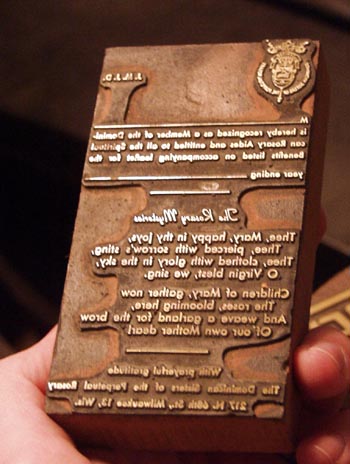 J.M.J.D.
M
is hereby recognized as a Member of the Domini-
can Rosary Aides and entitled to all the Spiritual
Benefits listed on accompanying leaflet for the
year ending
The Rosary Mysteries
Thee, Mary, happy in thy joys,
Thee, pierced with sorrow's sting,
Thee, clothed with glory in the sky,
O Virgin blest, we sing.
Children of Mary, gather now
The roses, blooming here,
And weave a garland for the brow
Of our own Mother dear!
With prayerful gratitude
The Dominican Sisters of the Perpetual Rosary
217 N. 68th St., Milwaukee 13, Wis.